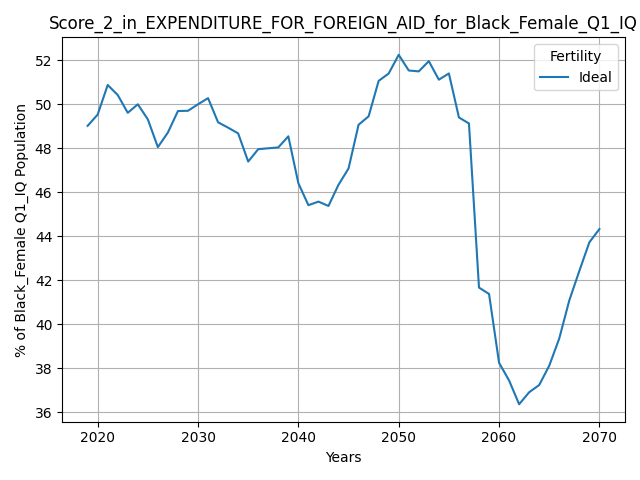 Score_2_in_EXPENDITURE_FOR_FOREIGN_AID_for_Black_Female_Q1_IQ
Fertility
Ideal
% of Black_Female Q1_IQ Population
52
50
48
46
44
42
40
38
36
2020 2030 2040 2050 2060 2070
Years